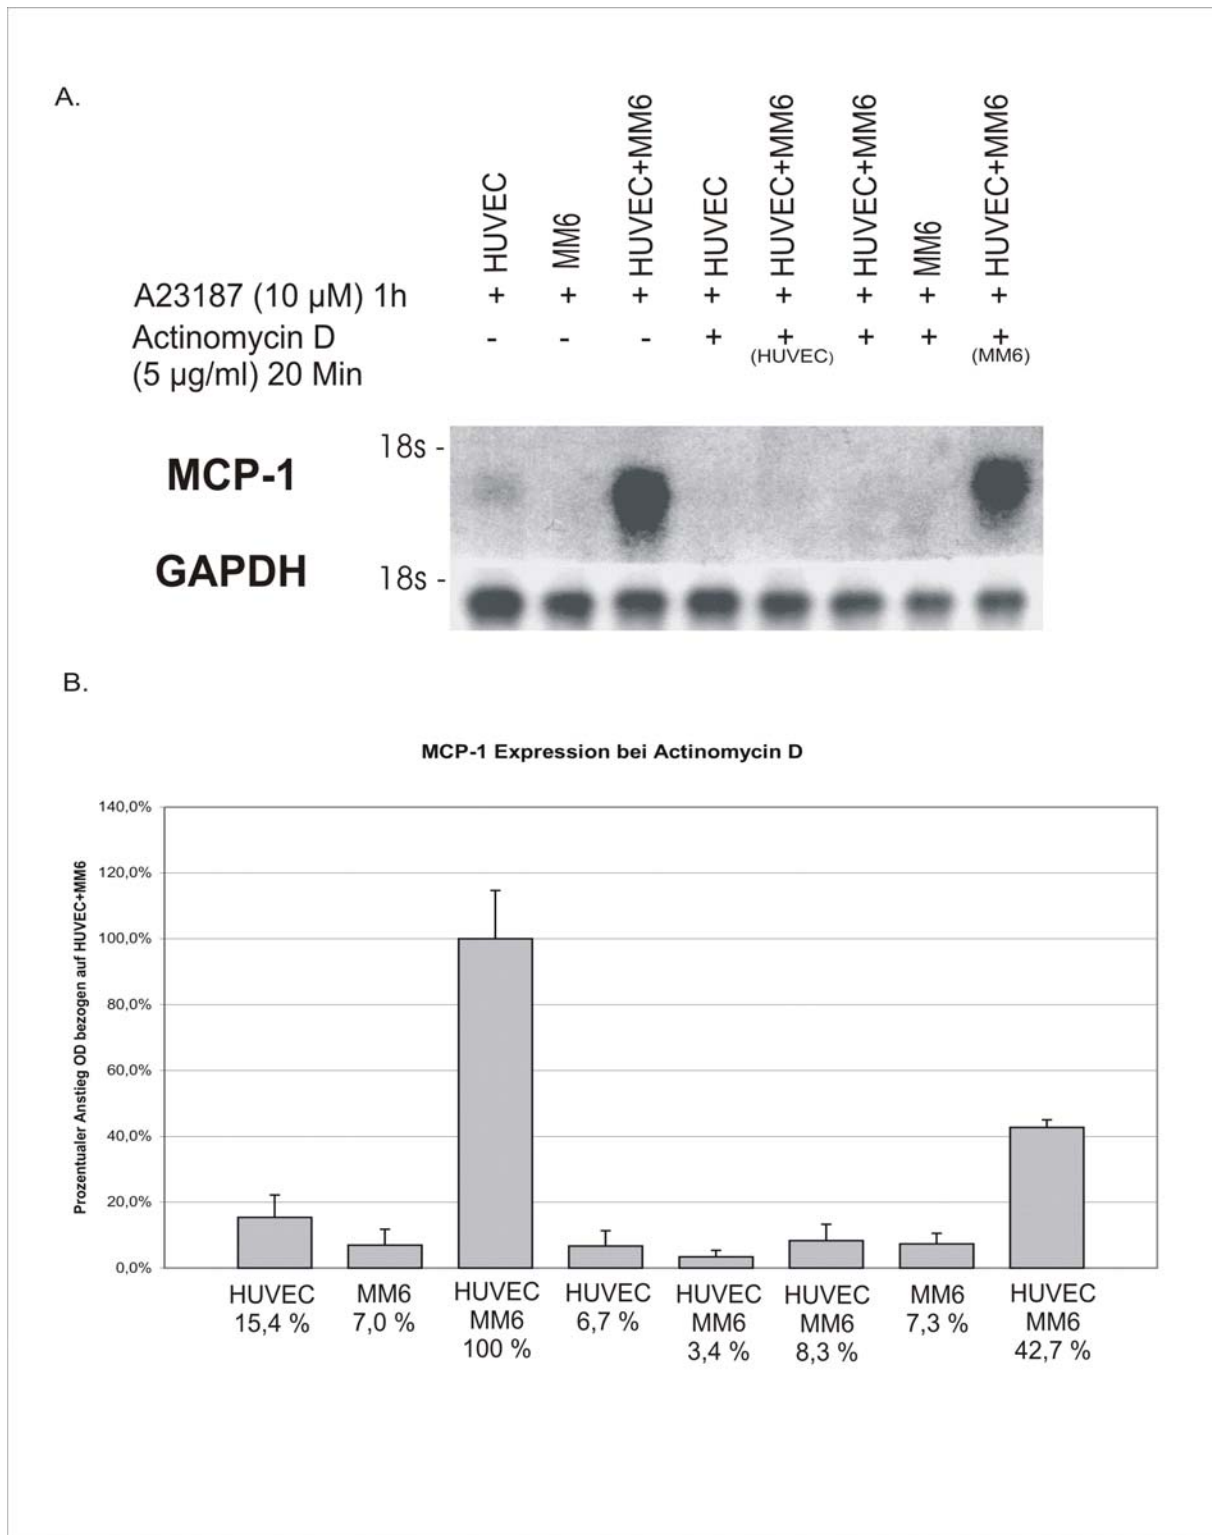 A.
HUVEC MM6 HUVEC+MM6 HUVEC HUVEC+MM6 HUVEC+MM6 MM6 HUVEC+MM6
A23187 (10 µM) 1h + + + + + + + +
Actinomycin D - - - + + + + +
(HUVEC) (MM6)
(5 µg/ml) 20 Min
18s -
MCP-1
GAPDH
18s -
B.
MCP-1 Expression bei Actinomycin D
Prozentualer Anstieg OD bezogen auf HUVEC+MM6
140,0%
120,0%
100,0%
80,0%
60,0%
40,0%
20,0%
0,0%
HUVEC
15,4 %
MM6
7,0 %
HUVEC
MM6
100 %
HUVEC
6,7 %
HUVEC
MM6
3,4 %
HUVEC
MM6
8,3 %
MM6
7,3 %
HUVEC
MM6
42,7 %